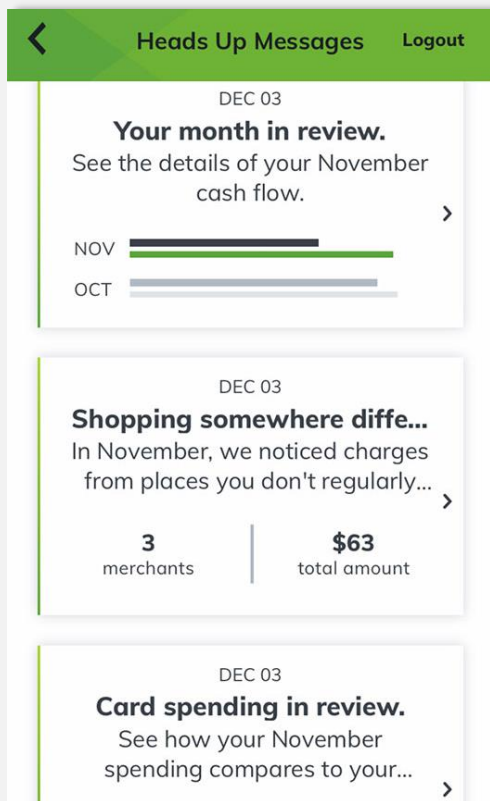 Heads Up Messages Logout
DEC 03
Your month in review.
See the details of your November
cash flow.
NOV
OCT
DEC 03
Shopping somewhere diffe...
In November, we noticed charges
from places you don't regularly...
3 $63
merchants total amount
DEC 03
Card spending in review.
See how your November
spending compares to your...